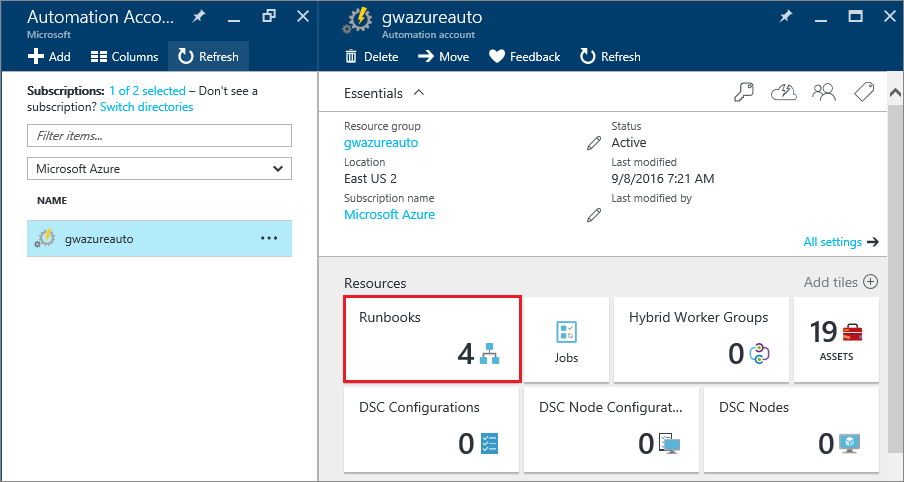 Automation Acco...
Microsoft
Add
Columns
Refresh
Subscriptions: 1 of 2 selected – Don't see a
subscription? Switch directories
Filter items...
Microsoft Azure
NAME
gwazureauto
gwazureauto
Automation account
Delete
Move
Feedback
Refresh
Essentials
Resource group
gwazureauto
Location
East US 2
Subscription name
Microsoft Azure
Status
Active
Last modified
9/8/2016 7:21 AM
Last modified by
All settings
Resources
Add tiles
Runbooks
4
Jobs
Hybrid Worker Groups
0
19
ASSETS
DSC Configurations
0
DSC Node Configurat...
0
DSC Nodes
0